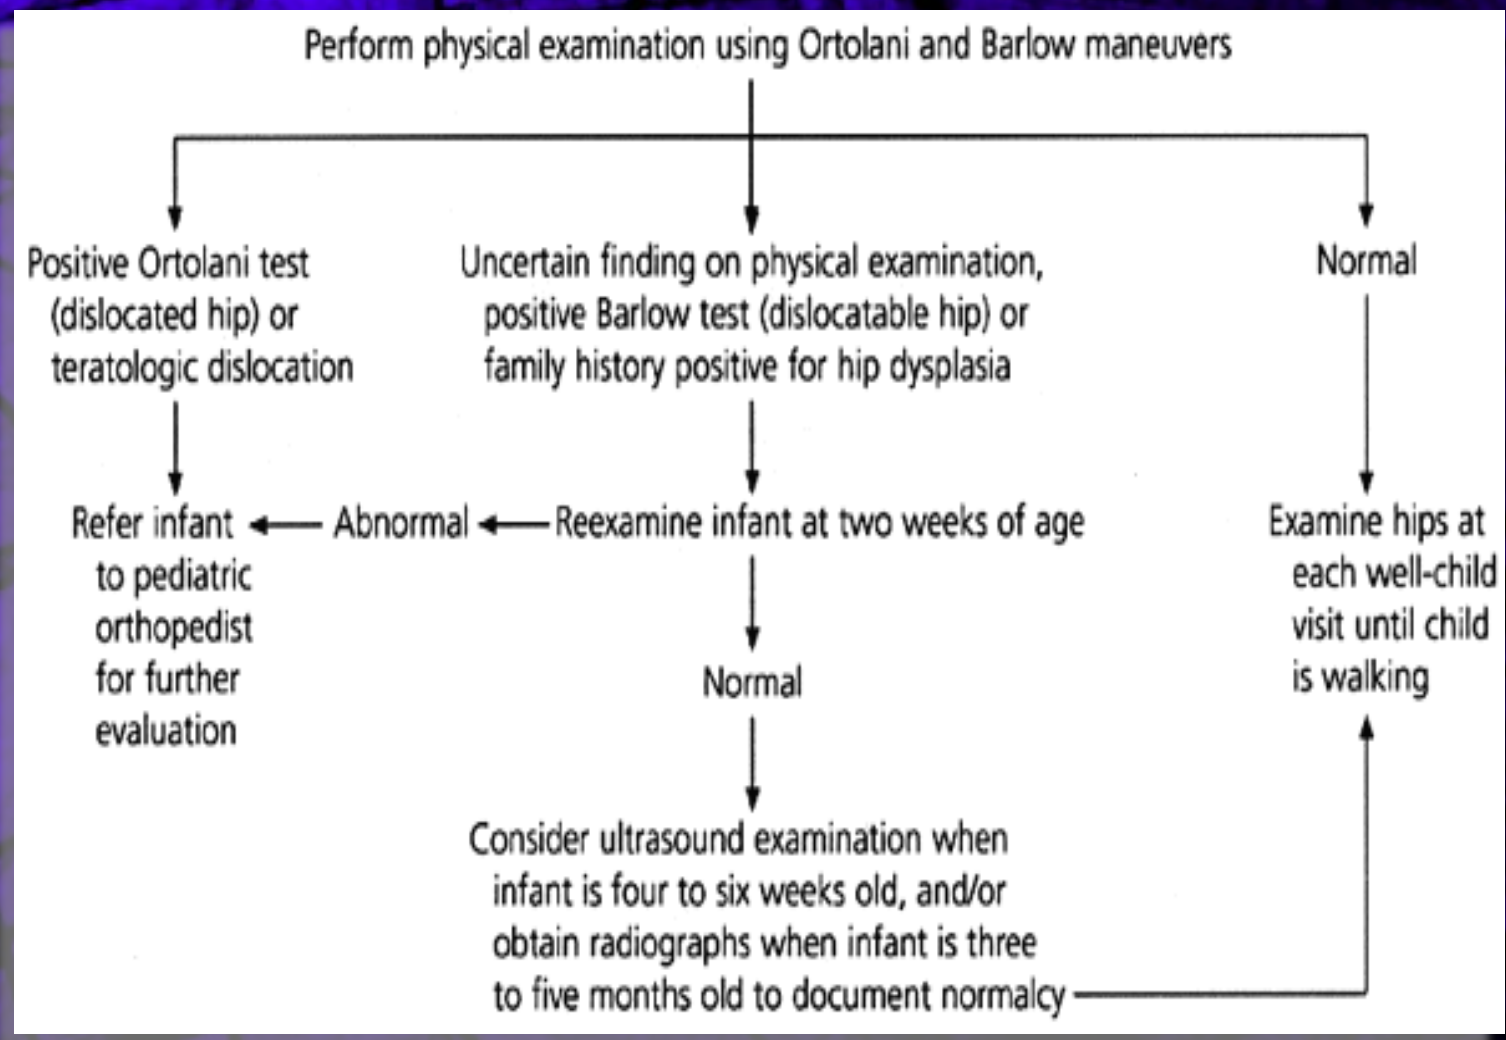 Perform physical examination using Ortolani and Barlow maneuvers
Positive Ortolani test
(dislocated hip) or
teratologic dislocation
Uncertain finding on physical examination,
positive Barlow test (dislocatable hip) or
family history positive for hip dysplasia
Normal
Refer infant
to pediatric
orthopedist
for further
evaluation
Abnormal
Reexamine infant at two weeks of age
Examine hips at
each well-child
visit until child
is walking
Normal
Consider ultrasound examination when
infant is four to six weeks old, and/or
obtain radiographs when infant is three
to five months old to document normalcy